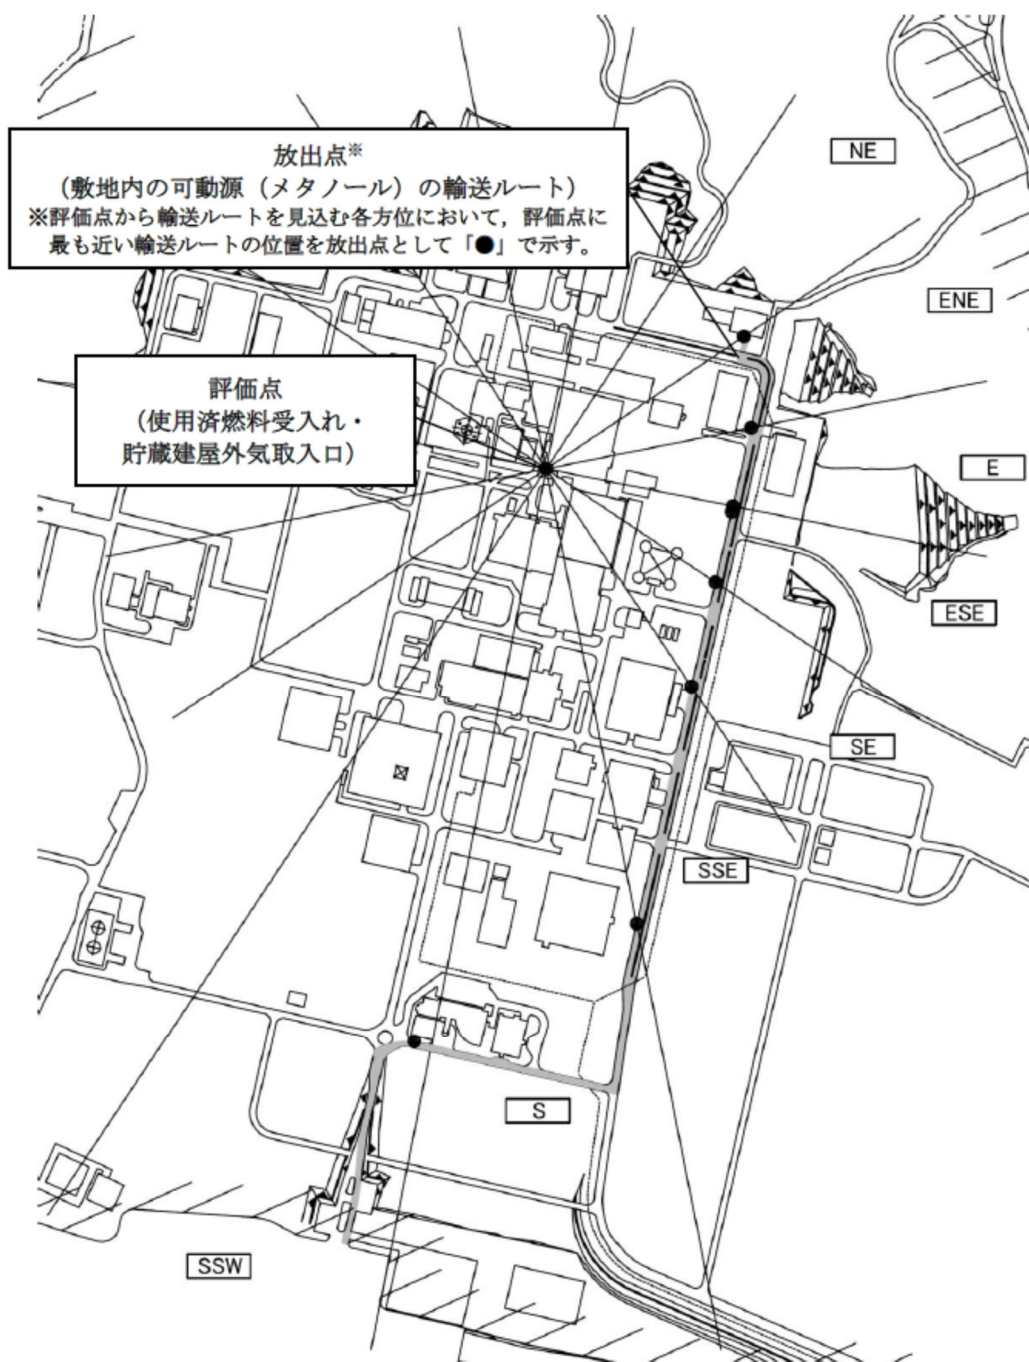 放出点※
（敷地内の可動源（メタノール）の輸送ルート）
※評価点から輸送ルートを見込む各方位において，評価点に
最も近い輸送ルートの位置を放出点として「●」で示す。
NE
ENE
評価点
（使用済燃料受入れ・
貯蔵建屋外気取入口）
E
ESE
SE
SSE
S
SSW